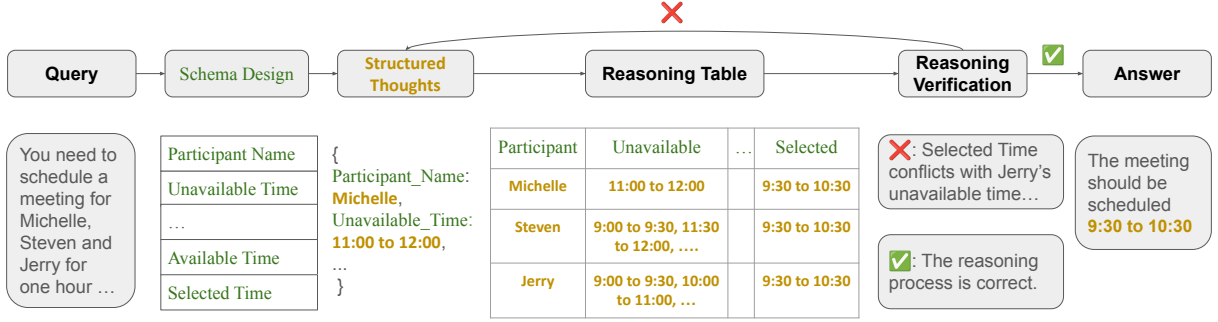 Query
Schema Design
Structured
Thoughts
Reasoning Table
Reasoning
Verification
Answer
You need to
schedule a
meeting for
Michelle,
Steven and
Jerry for
one hour …
Participant Name
Unavailable Time
…
Available Time
Selected Time
{
Participant_Name:
Michelle,
Unavailable_Time:
11:00 to 12:00,
...
}
Participant Unavailable … Selected
Michelle 11:00 to 12:00 9:30 to 10:30
Steven 9:00 to 9:30, 11:30 9:30 to 10:30
to 12:00, ….
Jerry 9:00 to 9:30, 10:00 9:30 to 10:30
to 11:00, …
❌: Selected Time
conflicts with Jerry’s
unavailable time…
✅: The reasoning
process is correct.
The meeting
should be
scheduled
9:30 to 10:30